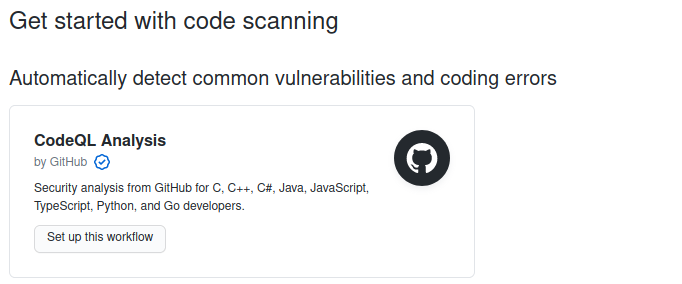 Get started with code scanning
Automatically detect common vulnerabilities and coding errors
CodeQL Analysis
by GitHub
Security analysis from GitHub for C, C++, C#, Java, JavaScript,
TypeScript, Python, and Go developers.
Set up this workflow